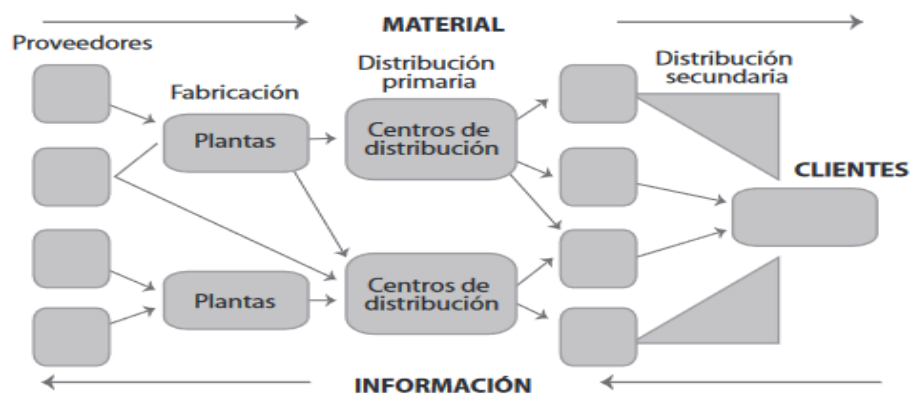 MATERIAL
Proveedores
Fabricación
Distribución
primaria
Distribución
secundaria
Plantas
Centros de
distribución
CLIENTES
Plantas
Centros de
distribución
INFORMACIÓN